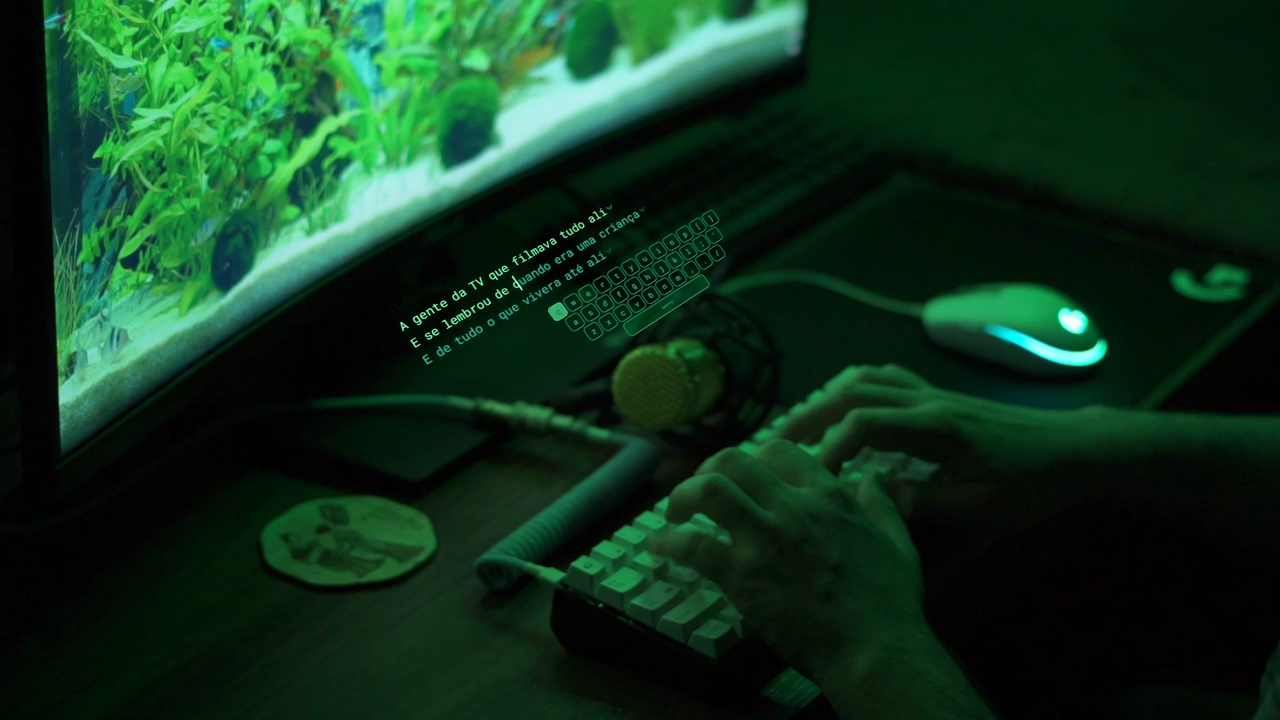 A gente da TV que filmava tudo ali
E se lembrou de quando era uma criança
E de tudo o que vivera até ali
q w e r t y u i o p [ ]
a s d f g h j k l ; '
z x c v b n m , . /